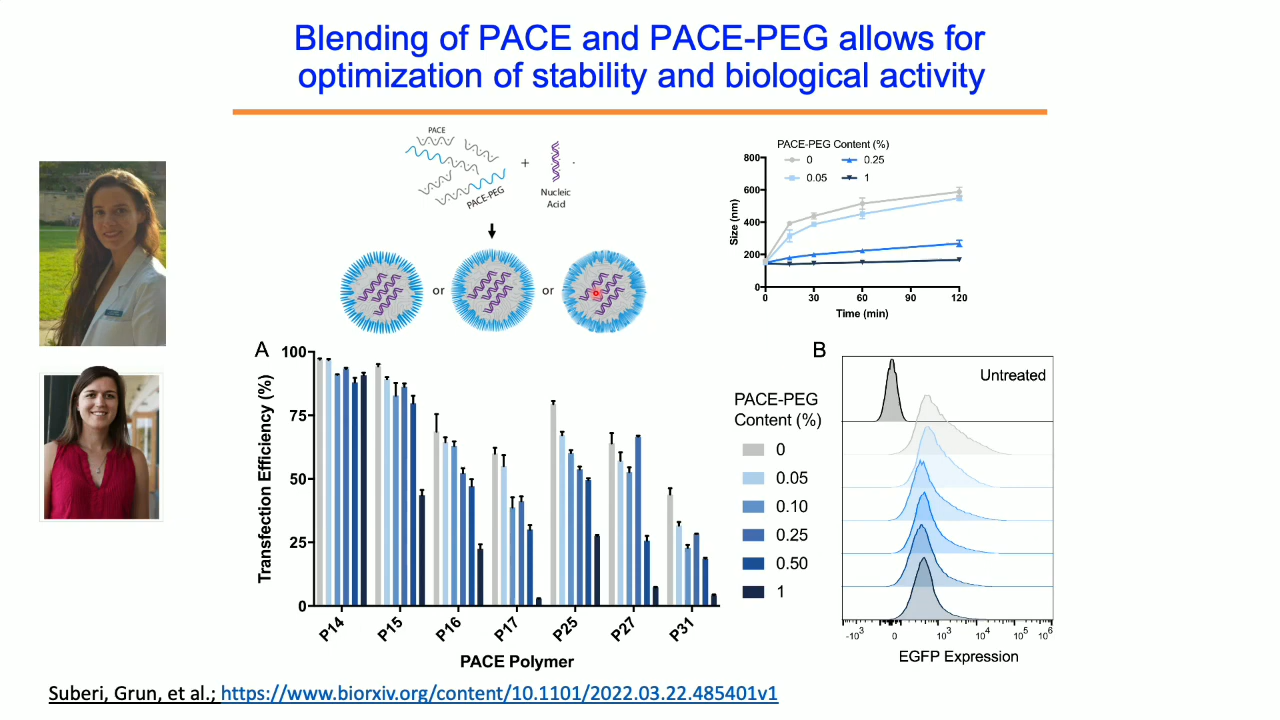 Blending of PACE and PACE-PEG allows for
optimization of stability and biological activity
PACE
+
PACE-PEG
Nucleic
Acid
or
or
PACE-PEG Content (%)
0
0.25
0.05
1
Size (nm)
800
600
400
200
0
0
30
60
90
120
Time (min)
A
Transfection Efficiency (%)
100
75
50
25
0
P14
P15
P16
P17
P25
P27
P31
PACE Polymer
PACE-PEG
Content (%)
0
0.05
0.10
0.25
0.50
1
B
Untreated
-10³
0
10³
10⁴
10⁵
10⁶
EGFP Expression
Suberi, Grun, et al.; https://www.biorxiv.org/content/10.1101/2022.03.22.485401v1